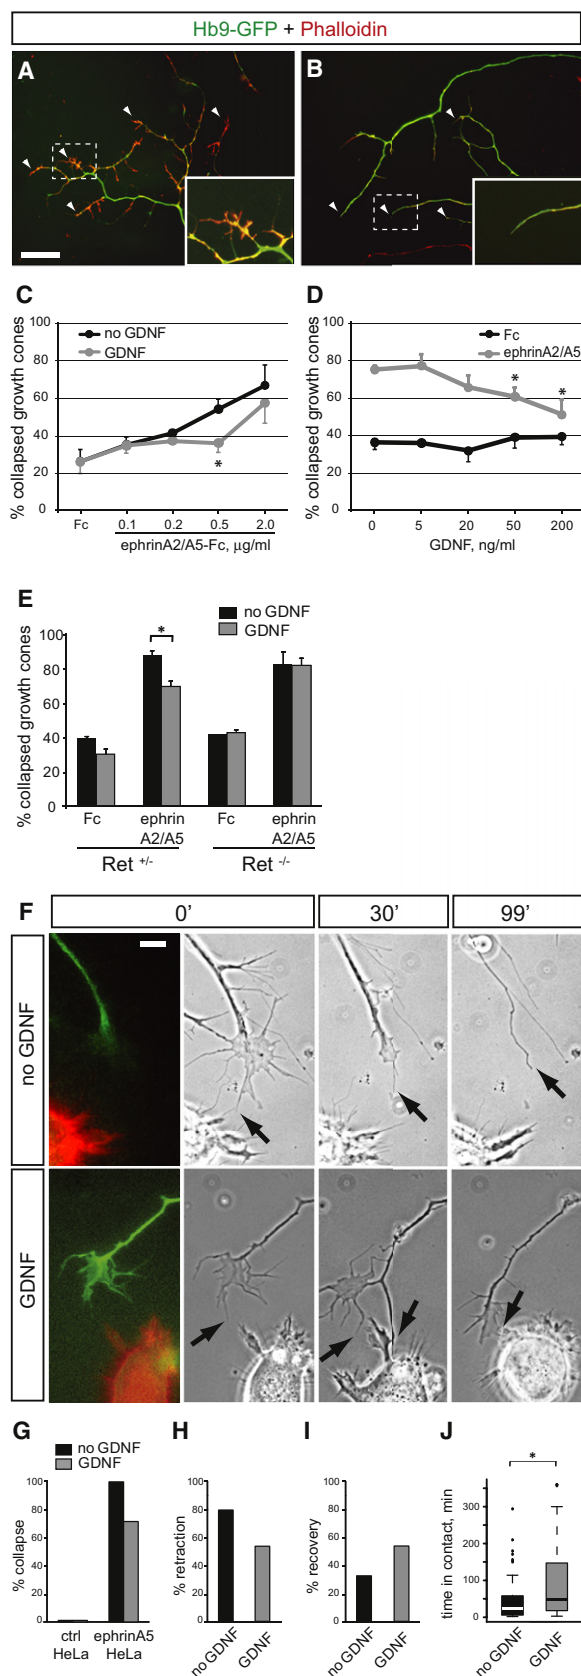 Hb9-GFP + Phalloidin
A
B
C
% collapsed growth cones
100
80
60
40
20
0
no GDNF
GDNF
*
Fc 0.1 0.2 0.5 2.0
ephrinA2/A5-Fc, µg/ml
D
% collapsed growth cones
100
80
60
40
20
0
Fc
ephrinA2/A5
* *
0 5 20 50 200
GDNF, ng/ml
E
no GDNF
GDNF
% collapsed growth cones
100
80
60
40
20
0
*
Fc ephrin A2/A5 Fc ephrin A2/A5
Ret +/- Ret -/-
F 0' 30' 99'
no GDNF
GDNF
G
no GDNF
GDNF
% collapse
100
80
60
40
20
0
ctrl HeLa ephrinA5 HeLa
H
% retraction
100
80
60
40
20
0
no GDNF GDNF
I
% recovery
100
80
60
40
20
0
no GDNF GDNF
J
*
time in contact, min
300
200
100
50
0
no GDNF GDNF